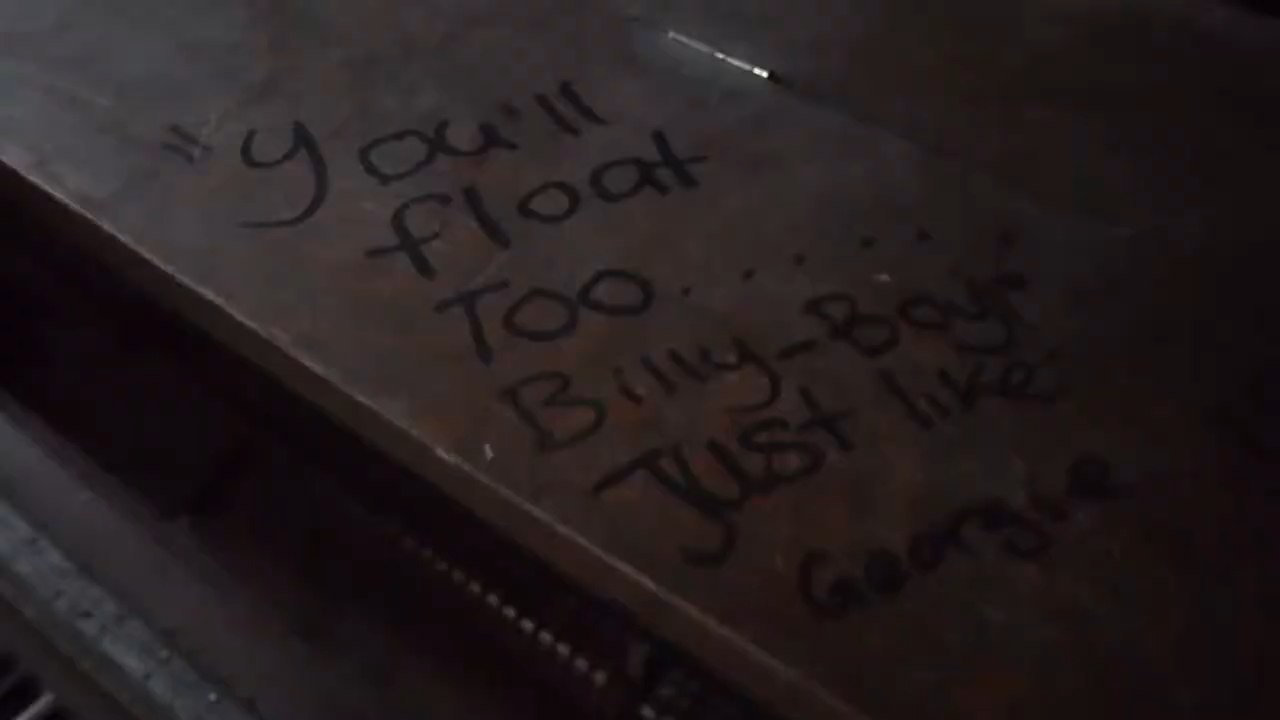 "You'll
float
TOO.......
Billy-Boy!
JUST like
Georgie